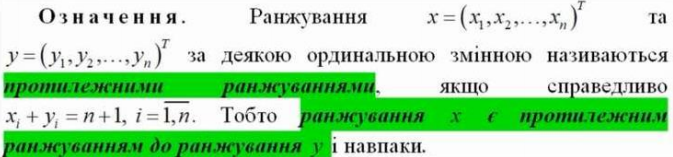 Означення. Ранжування x = (x₁, x₂, …, xₙ)ᵀ та
y = (y₁, y₂, …, yₙ)ᵀ за деякою ординальною змінною називаються
протилежними ранжуваннями, якщо справедливо
xᵢ + yᵢ = n + 1, i = 1,n̅. Тобто ранжування x є протилежним
ранжуванням до ранжування y і навпаки.